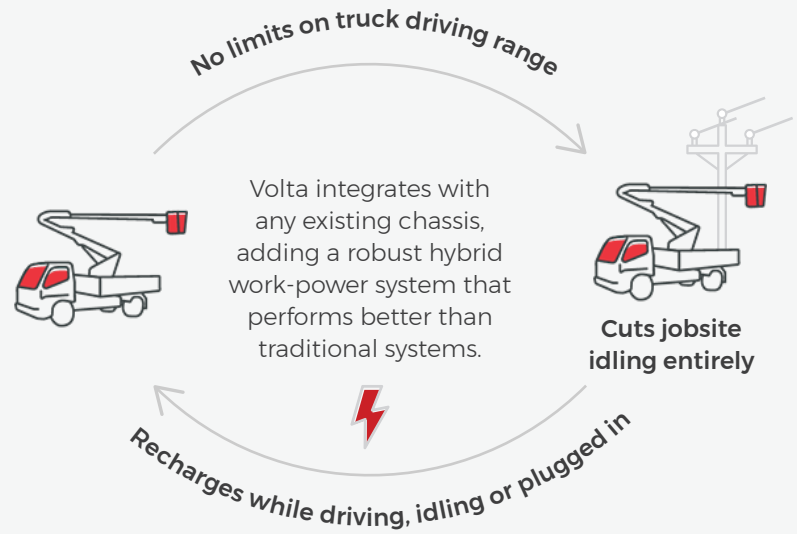 No limits on truck driving range
Volta integrates with
any existing chassis,
adding a robust hybrid
work-power system that
performs better than
traditional systems.
Cuts jobsite
idling entirely
Recharges while driving, idling or plugged in